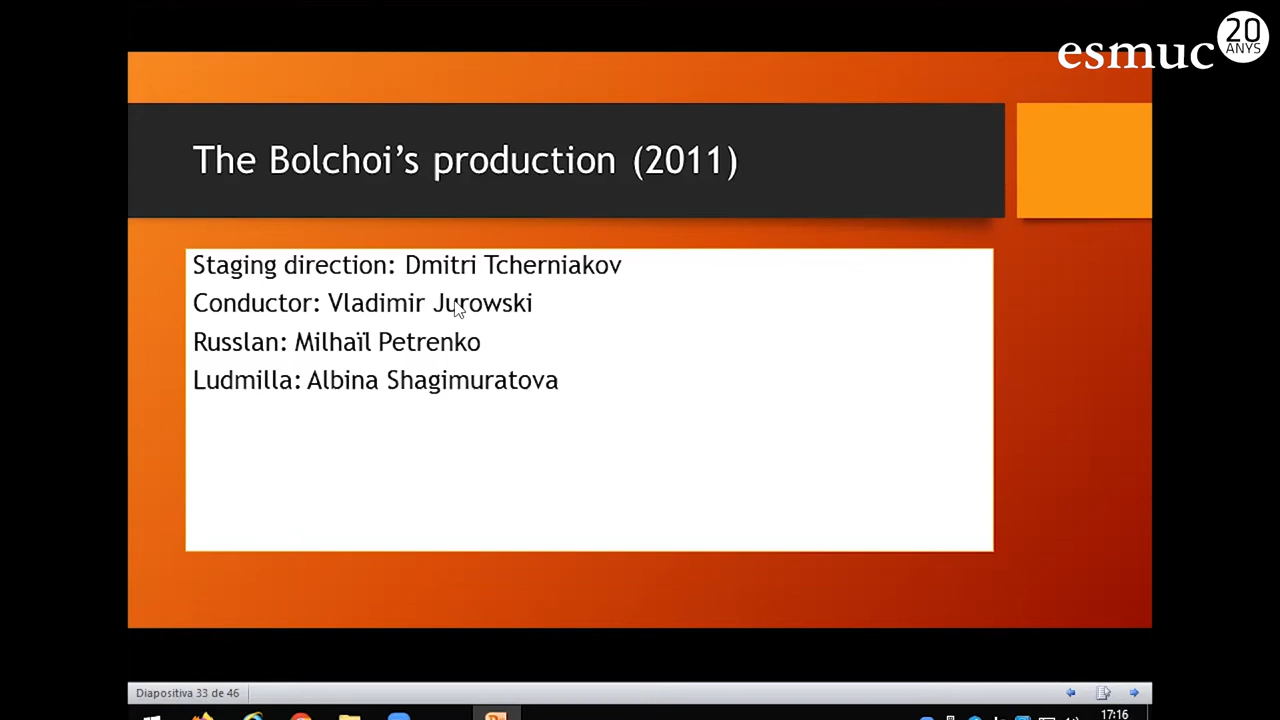 20
ANYS
esmuc
The Bolchoi’s production (2011)
Staging direction: Dmitri Tcherniakov
Conductor: Vladimir Jurowski
Russlan: Milhaïl Petrenko
Ludmilla: Albina Shagimuratova
Diapositiva 33 de 46
17:16